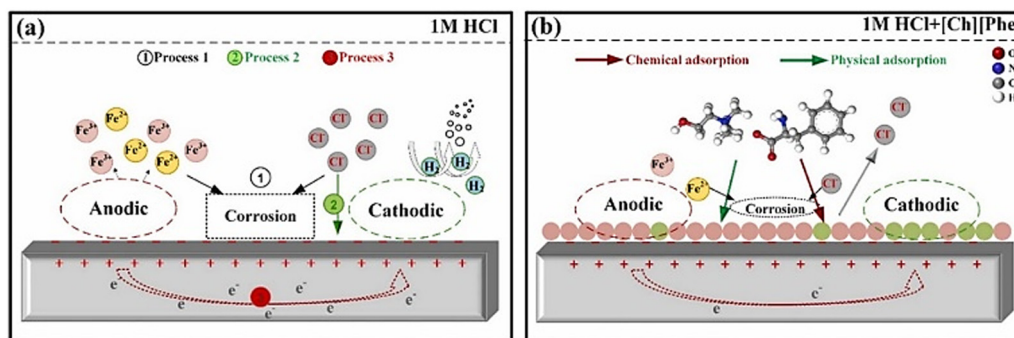 (a)
1M HCl
① Process 1
② Process 2
③ Process 3
Fe³⁺
Fe²⁺
Fe³⁺
Fe³⁺
Fe²⁺
Fe³⁺
Cl⁻
Cl⁻
Cl⁻
Cl⁻
Cl⁻
H₂
H₂
H₂
①
②
Anodic
Corrosion
Cathodic
e⁻
e⁻
e⁻
e⁻
e⁻
e⁻
e⁻
(b)
1M HCl+[Ch][Phe
Chemical adsorption
Physical adsorption
O
N
C
H
Cl⁻
Cl⁻
Fe³⁺
Fe²⁺
Cl⁻
Anodic
Corrosion
Cathodic
e⁻
e⁻
e⁻